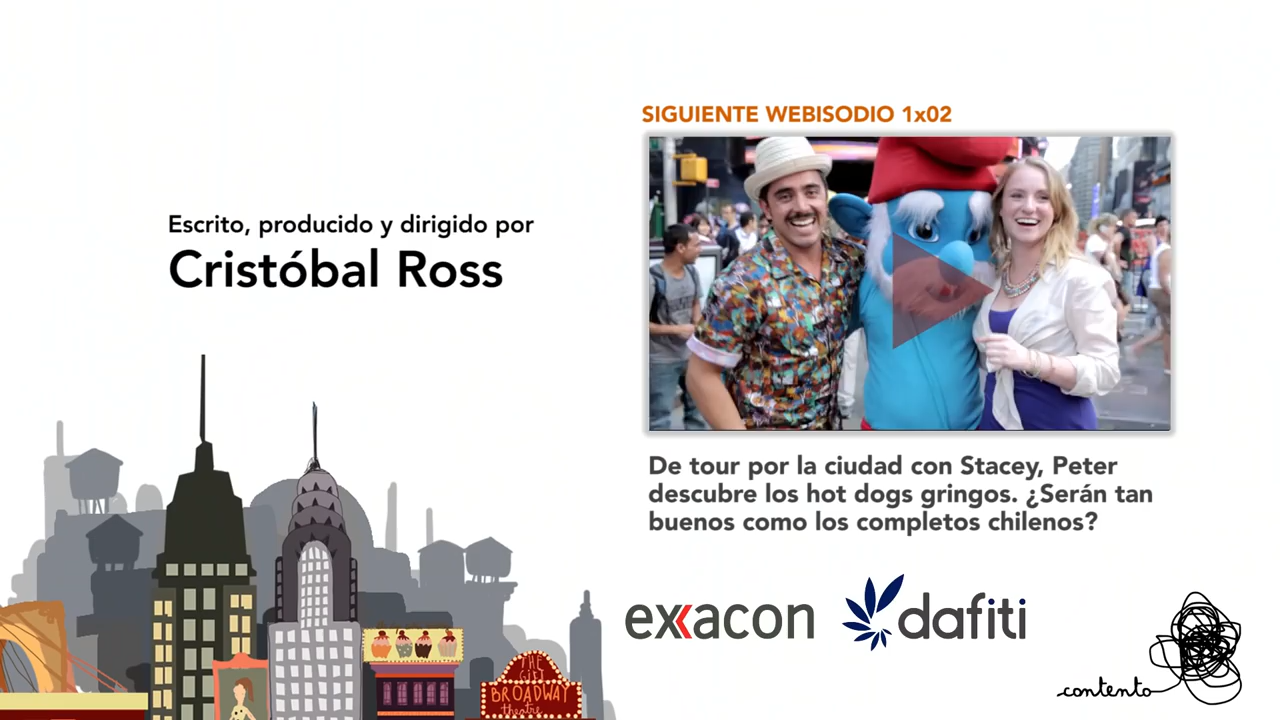 Escrito, producido y dirigido por
Cristóbal Ross
SIGUIENTE WEBISODIO 1x02
De tour por la ciudad con Stacey, Peter
descubre los hot dogs gringos. ¿Serán tan
buenos como los completos chilenos?
exxacon
dafiti
contento
THE
BROADWAY
theatre